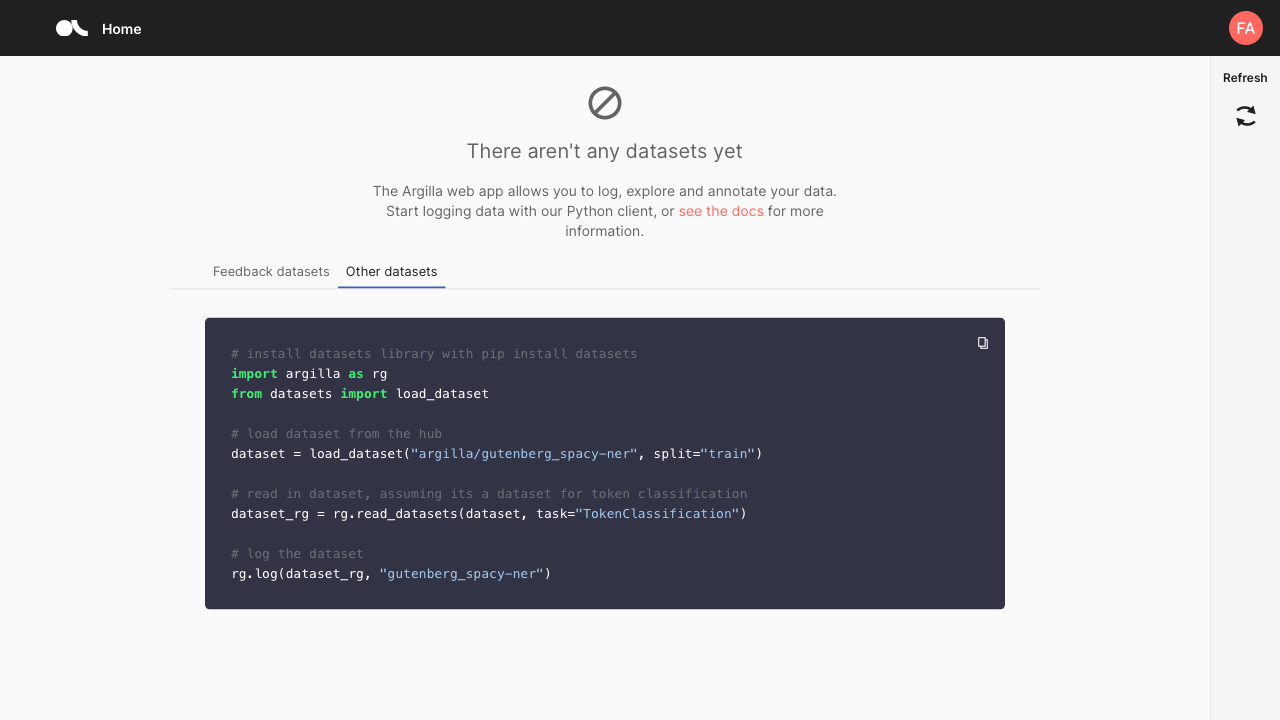 Home
FA
Refresh
There aren't any datasets yet
The Argilla web app allows you to log, explore and annotate your data.
Start logging data with our Python client, or see the docs for more
information.
Feedback datasets
Other datasets
# install datasets library with pip install datasets
import argilla as rg
from datasets import load_dataset
# load dataset from the hub
dataset = load_dataset("argilla/gutenberg_spacy-ner", split="train")
# read in dataset, assuming its a dataset for token classification
dataset_rg = rg.read_datasets(dataset, task="TokenClassification")
# log the dataset
rg.log(dataset_rg, "gutenberg_spacy-ner")